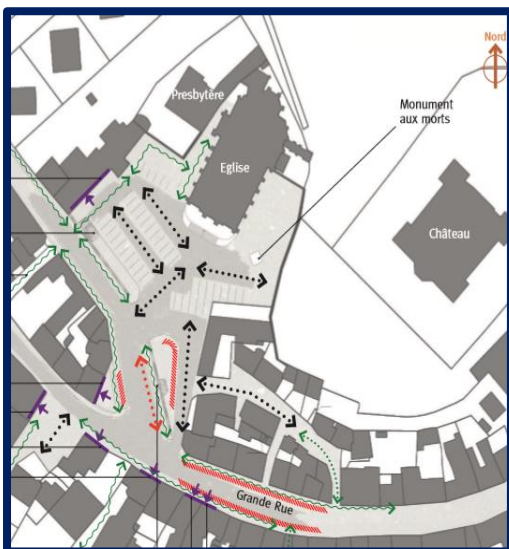 Nord
Presbytère
Monument
aux morts
Eglise
Château
Grande Rue